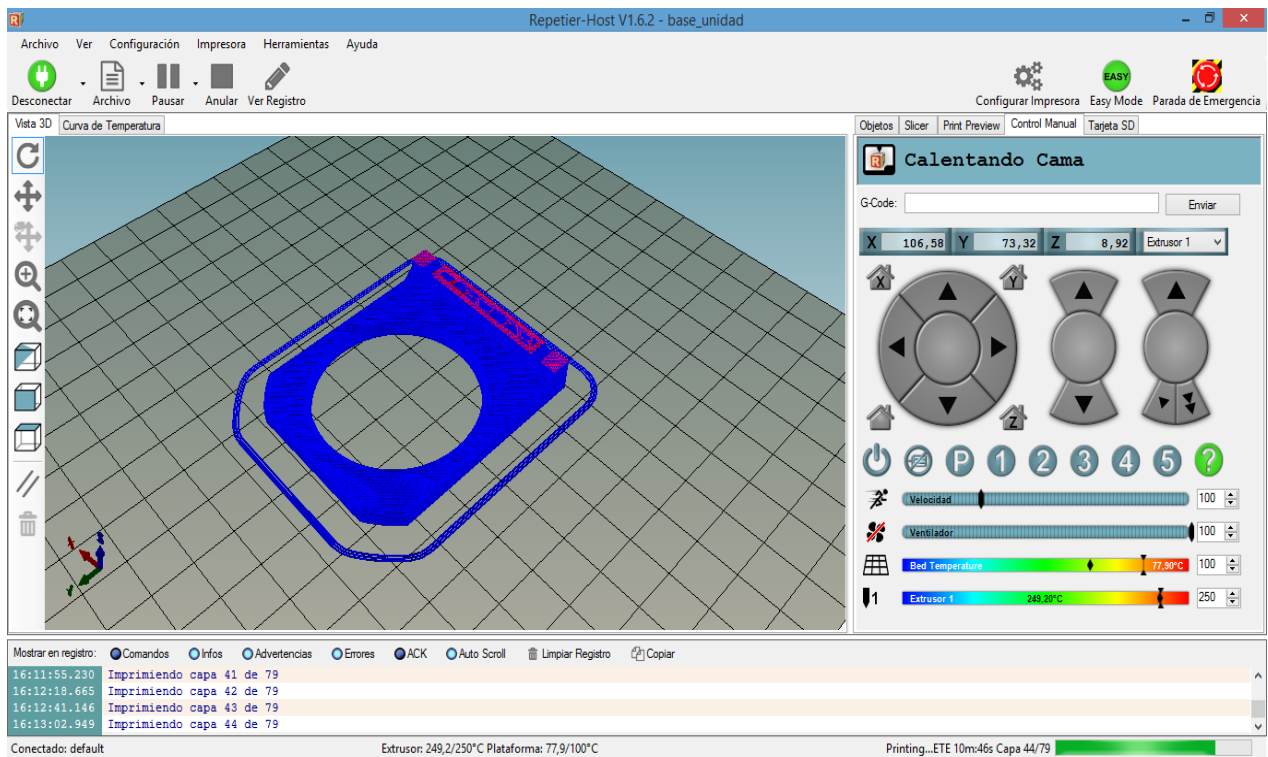 Repetier-Host V1.6.2 - base_unidad
Archivo Ver Configuración Impresora Herramientas Ayuda
Desconectar Archivo Pausar Anular Ver Registro
EASY
Configurar Impresora Easy Mode Parada de Emergencia
Vista 3D Curva de Temperatura
Objetos Slicer Print Preview Control Manual Tarjeta SD
Calentando Cama
G-Code: Enviar
X 106,58 Y 73,32 Z 8,92 Extrusor 1
X Y
Z
P 1 2 3 4 5 ?
Velocidad 100
Ventilador 100
Bed Temperature 77,90°C 100
1 Extrusor 1 249,20°C 250
Mostrar en registro: Comandos Infos Advertencias Errores ACK Auto Scroll Limpiar Registro Copiar
16:11:55.230 Imprimiendo capa 41 de 79
16:12:18.665 Imprimiendo capa 42 de 79
16:12:41.146 Imprimiendo capa 43 de 79
16:13:02.949 Imprimiendo capa 44 de 79
Conectado: default Extrusor: 249,2/250°C Plataforma: 77,9/100°C Printing...ETE 10m:46s Capa 44/79